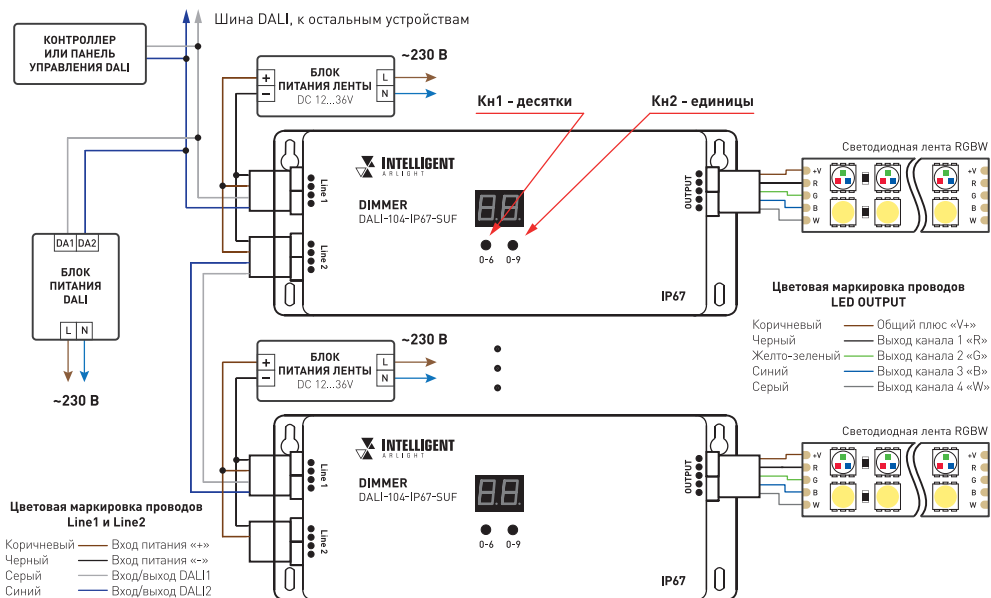 Шина DALI, к остальным устройствам
КОНТРОЛЛЕР
ИЛИ ПАНЕЛЬ
УПРАВЛЕНИЯ DALI
~230 В
+
−
БЛОК
ПИТАНИЯ ЛЕНТЫ
DC 12...36V
L
N
Кн1 - десятки
Кн2 - единицы
INTELLIGENT
ARLIGHT
DIMMER
DALI-104-IP67-SUF
88
0-6
0-9
Line 1
Line 2
OUTPUT
IP67
Светодиодная лента RGBW
+V
R
G
B
W
+V
R
G
B
W
DA1 DA2
БЛОК
ПИТАНИЯ
DALI
L N
~230 В
Цветовая маркировка проводов
LED OUTPUT
Коричневый Общий плюс «V+»
Черный Выход канала 1 «R»
Желто-зеленый Выход канала 2 «G»
Синий Выход канала 3 «B»
Серый Выход канала 4 «W»
~230 В
+
−
БЛОК
ПИТАНИЯ ЛЕНТЫ
DC 12...36V
L
N
INTELLIGENT
ARLIGHT
DIMMER
DALI-104-IP67-SUF
88
0-6
0-9
Line 1
Line 2
OUTPUT
IP67
Светодиодная лента RGBW
+V
R
G
B
W
+V
R
G
B
W
Цветовая маркировка проводов
Line1 и Line2
Коричневый Вход питания «+»
Черный Вход питания «-»
Серый Вход/выход DALI1
Синий Вход/выход DALI2